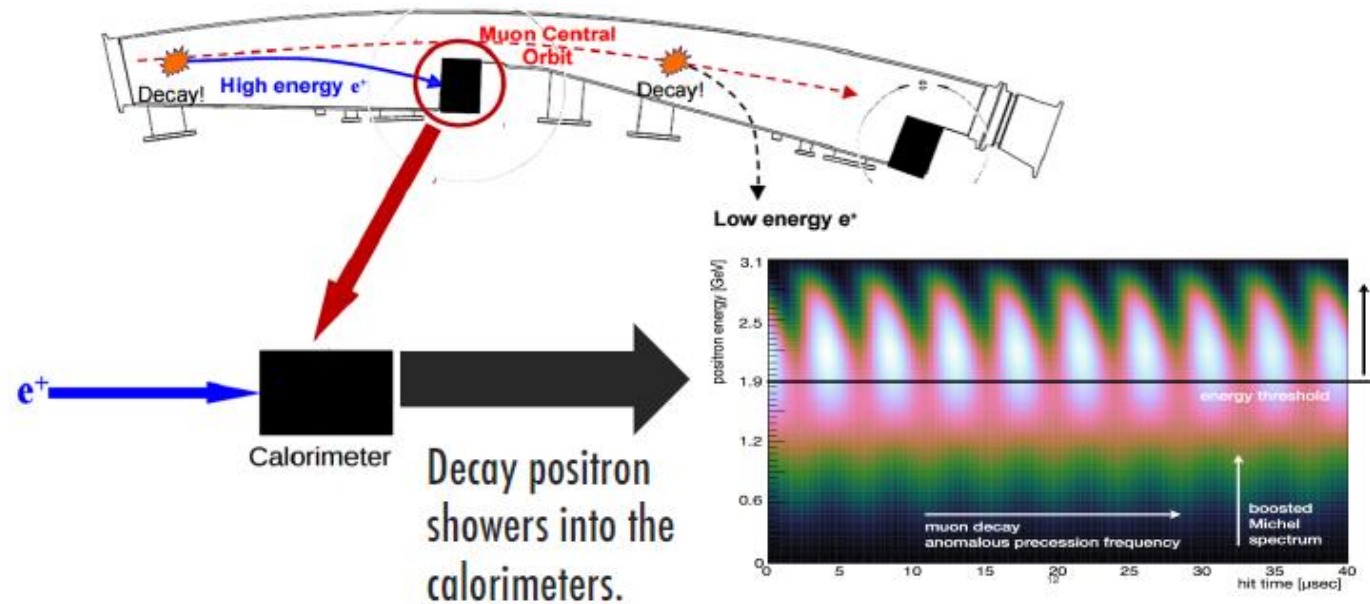 Muon Central
Orbit
High energy e⁺
Decay!
Decay!
Low energy e⁺
e⁺
Calorimeter
Decay positron
showers into the
calorimeters.
positron energy [GeV]
3.1
2.5
1.9
1.2
0.6
0
energy threshold
muon decay
anomalous precession frequency
boosted
Michel
spectrum
0 5 10 15 20 25 30 35 40
12
hit time [µsec]